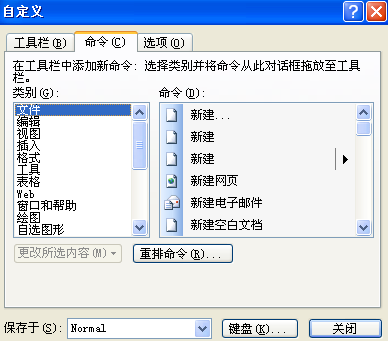 自定义
工具栏(B) 命令(C) 选项(O)
在工具栏中添加新命令: 选择类别并将命令从此对话框拖放至工具
栏。
类别(G): 命令(D):
文件
编辑
视图
插入
格式
工具
表格
Web
窗口和帮助
绘图
自选图形
新建...
新建
新建
新建网页
新建电子邮件
新建空白文档
更改所选内容(M) 重排命令(R)...
保存于(S): Normal 键盘(K)... 关闭